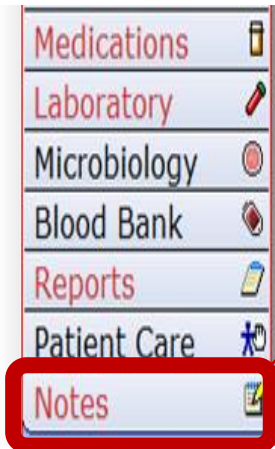 Medications
Laboratory
Microbiology
Blood Bank
Reports
Patient Care
Notes